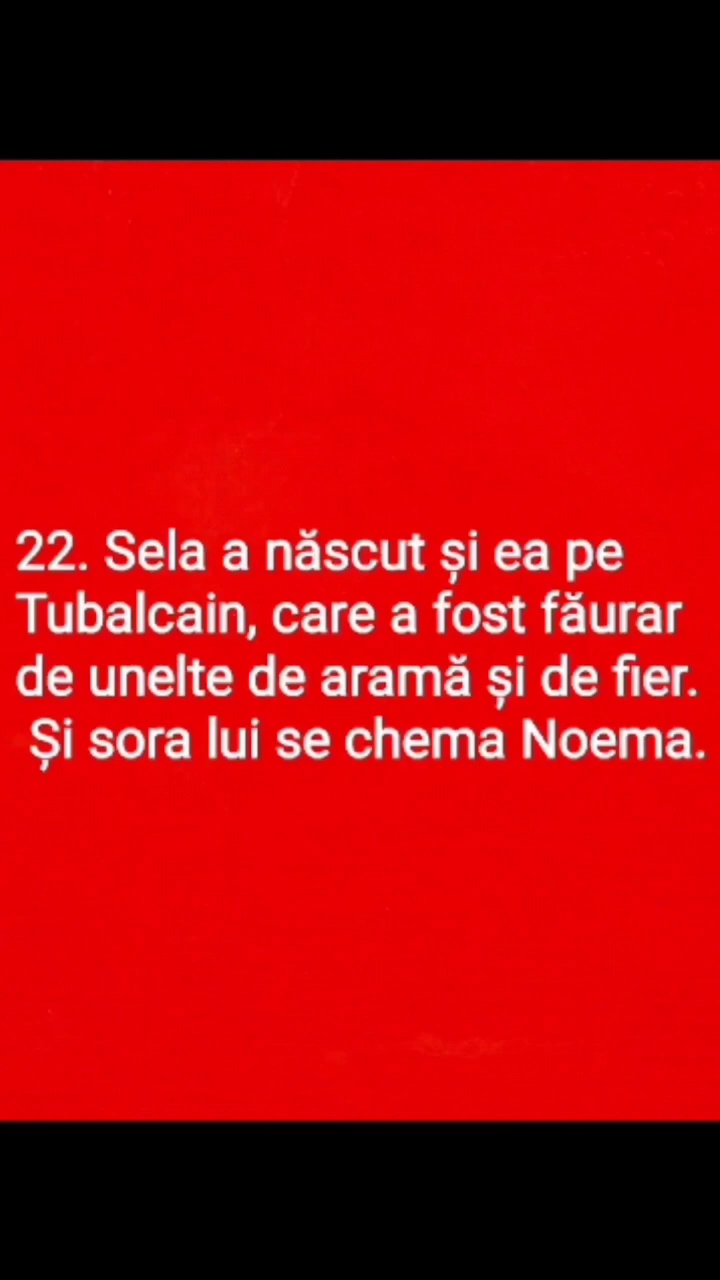 22. Sela a născut și ea pe
Tubalcain, care a fost făurar
de unelte de aramă și de fier.
Și sora lui se chema Noema.